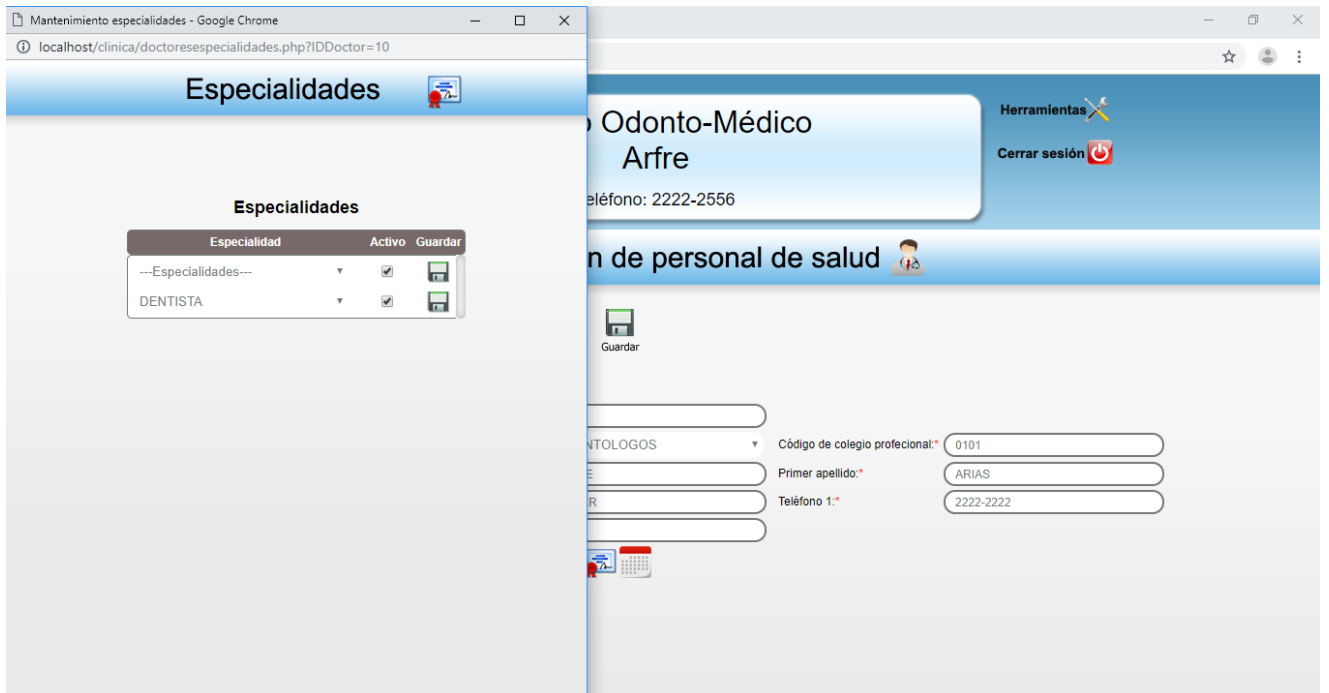 Mantenimiento especialidades - Google Chrome
localhost/clinica/doctoresespecialidades.php?IDDoctor=10
Especialidades
Especialidades
Especialidad Activo Guardar
---Especialidades---
DENTISTA
Odonto-Médico
Arfre
eléfono: 2222-2556
Herramientas
Cerrar sesión
n de personal de salud
Guardar
NTOLOGOS Código de colegio profecional:* 0101
E Primer apellido:* ARIAS
R Teléfono 1:* 2222-2222